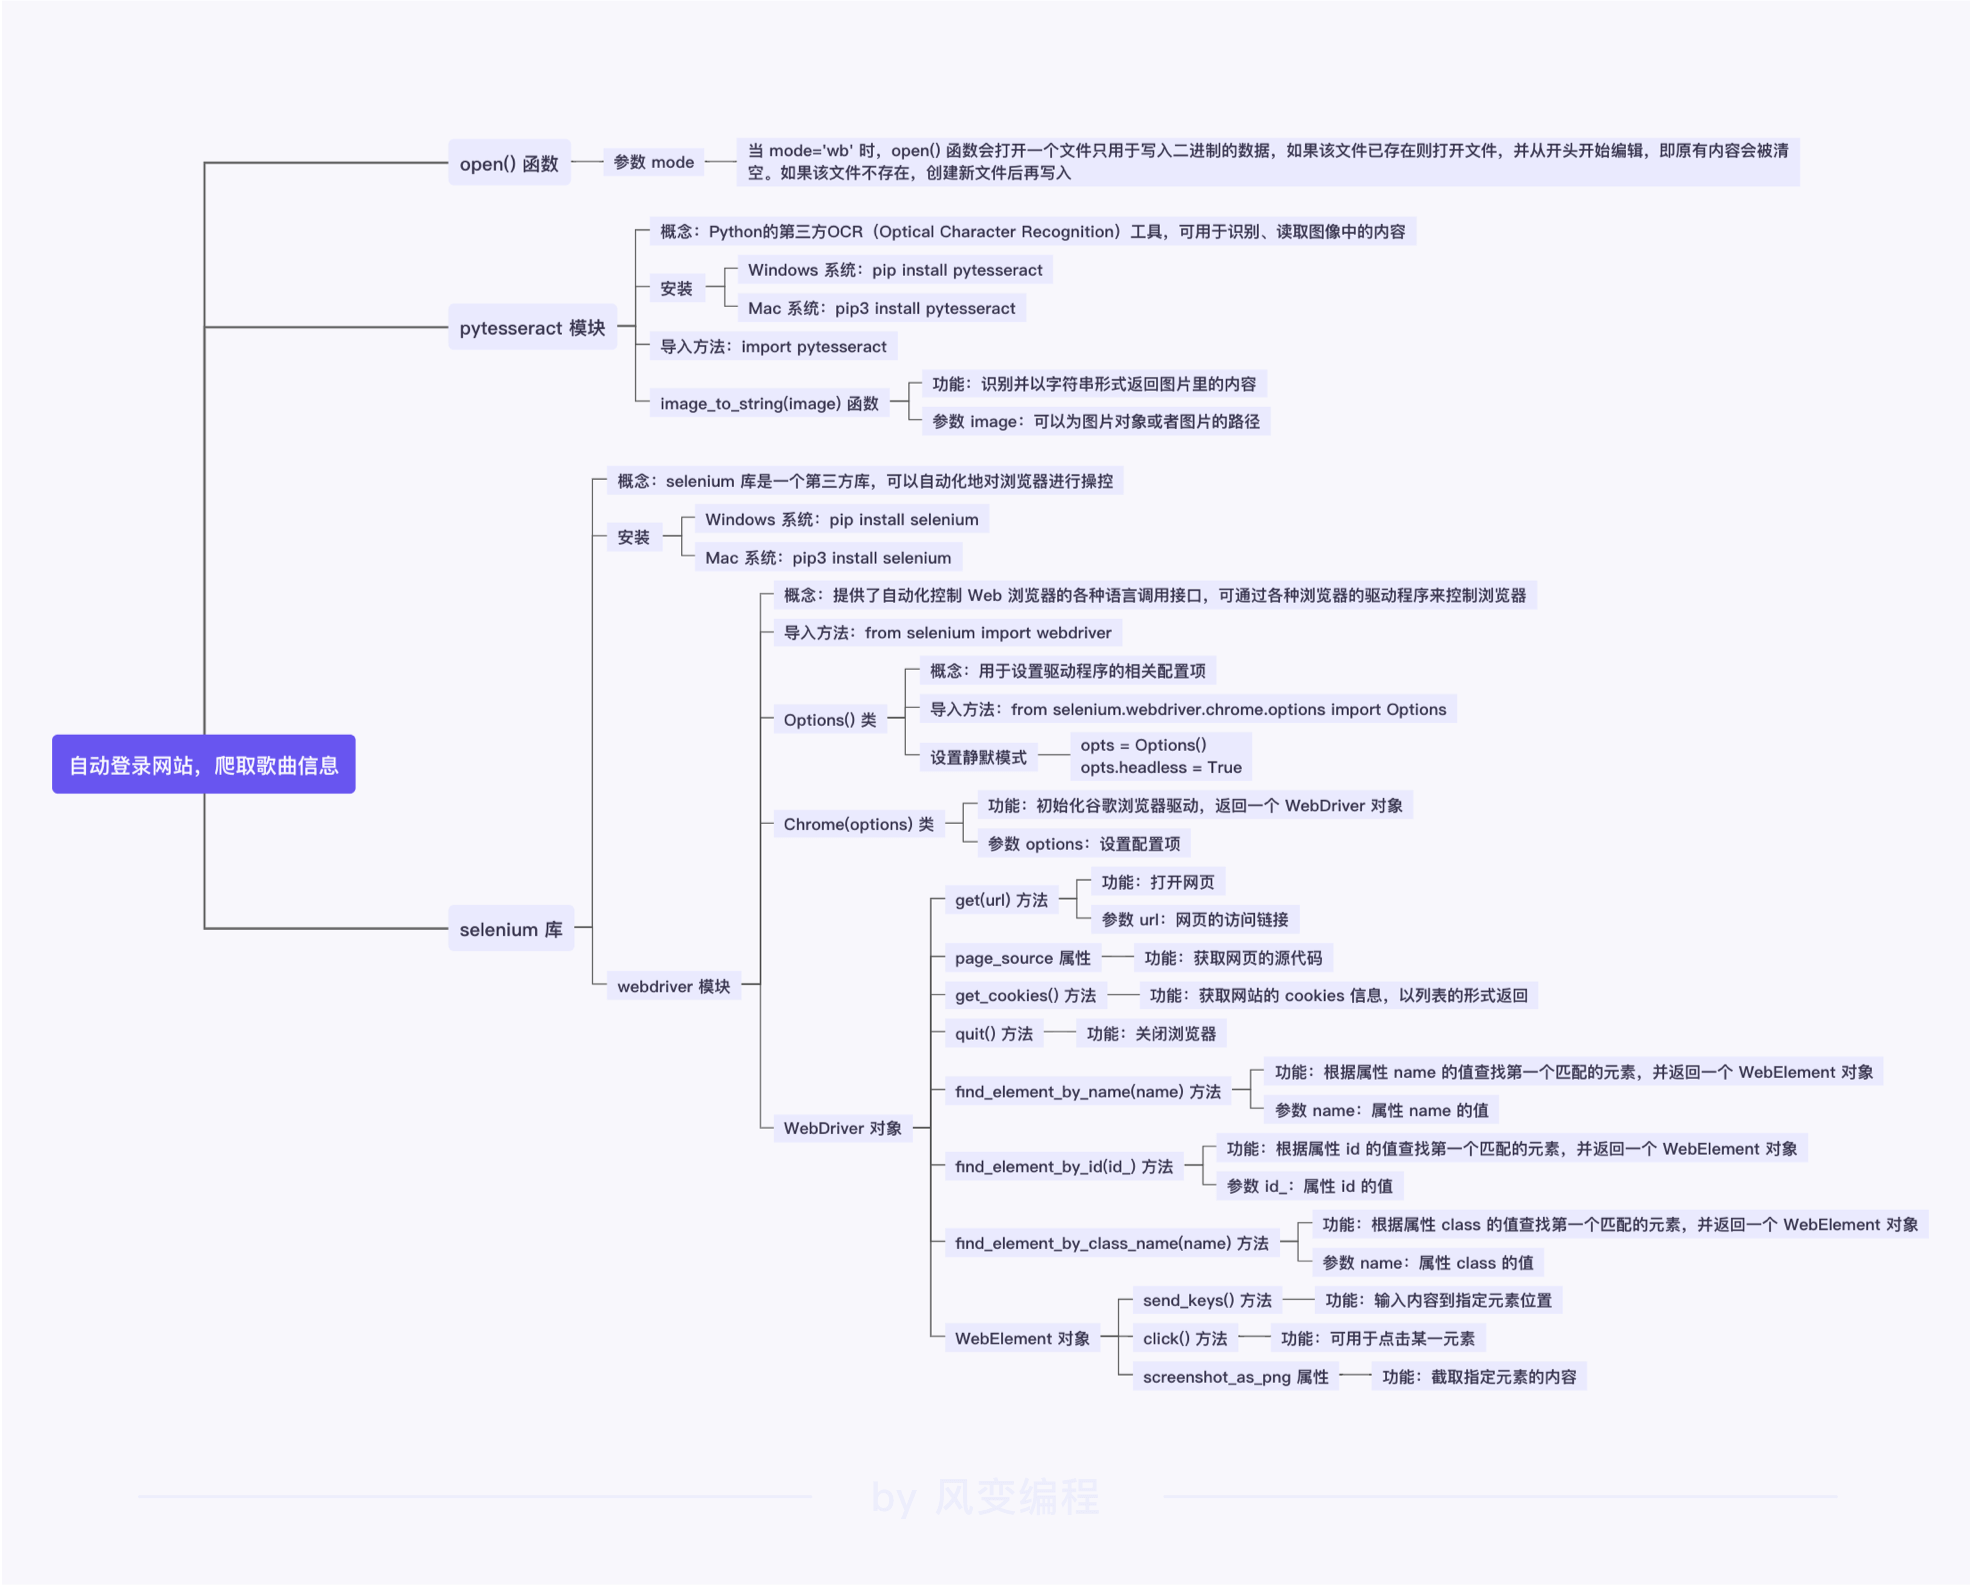 open() 函数
参数 mode
当 mode='wb' 时，open() 函数会打开一个文件只用于写入二进制的数据，如果该文件已存在则打开文件，并从开头开始编辑，即原有内容会被清
空。如果该文件不存在，创建新文件后再写入
pytesseract 模块
概念：Python的第三方OCR（Optical Character Recognition）工具，可用于识别、读取图像中的内容
安装
Windows 系统：pip install pytesseract
Mac 系统：pip3 install pytesseract
导入方法：import pytesseract
image_to_string(image) 函数
功能：识别并以字符串形式返回图片里的内容
参数 image：可以为图片对象或者图片的路径
自动登录网站，爬取歌曲信息
selenium 库
概念：selenium 库是一个第三方库，可以自动化地对浏览器进行操控
安装
Windows 系统：pip install selenium
Mac 系统：pip3 install selenium
webdriver 模块
概念：提供了自动化控制 Web 浏览器的各种语言调用接口，可通过各种浏览器的驱动程序来控制浏览器
导入方法：from selenium import webdriver
Options() 类
概念：用于设置驱动程序的相关配置项
导入方法：from selenium.webdriver.chrome.options import Options
设置静默模式
opts = Options()
opts.headless = True
Chrome(options) 类
功能：初始化谷歌浏览器驱动，返回一个 WebDriver 对象
参数 options：设置配置项
WebDriver 对象
get(url) 方法
功能：打开网页
参数 url：网页的访问链接
page_source 属性
功能：获取网页的源代码
get_cookies() 方法
功能：获取网站的 cookies 信息，以列表的形式返回
quit() 方法
功能：关闭浏览器
find_element_by_name(name) 方法
功能：根据属性 name 的值查找第一个匹配的元素，并返回一个 WebElement 对象
参数 name：属性 name 的值
find_element_by_id(id_) 方法
功能：根据属性 id 的值查找第一个匹配的元素，并返回一个 WebElement 对象
参数 id_：属性 id 的值
find_element_by_class_name(name) 方法
功能：根据属性 class 的值查找第一个匹配的元素，并返回一个 WebElement 对象
参数 name：属性 class 的值
WebElement 对象
send_keys() 方法
功能：输入内容到指定元素位置
click() 方法
功能：可用于点击某一元素
screenshot_as_png 属性
功能：截取指定元素的内容
by 风变编程